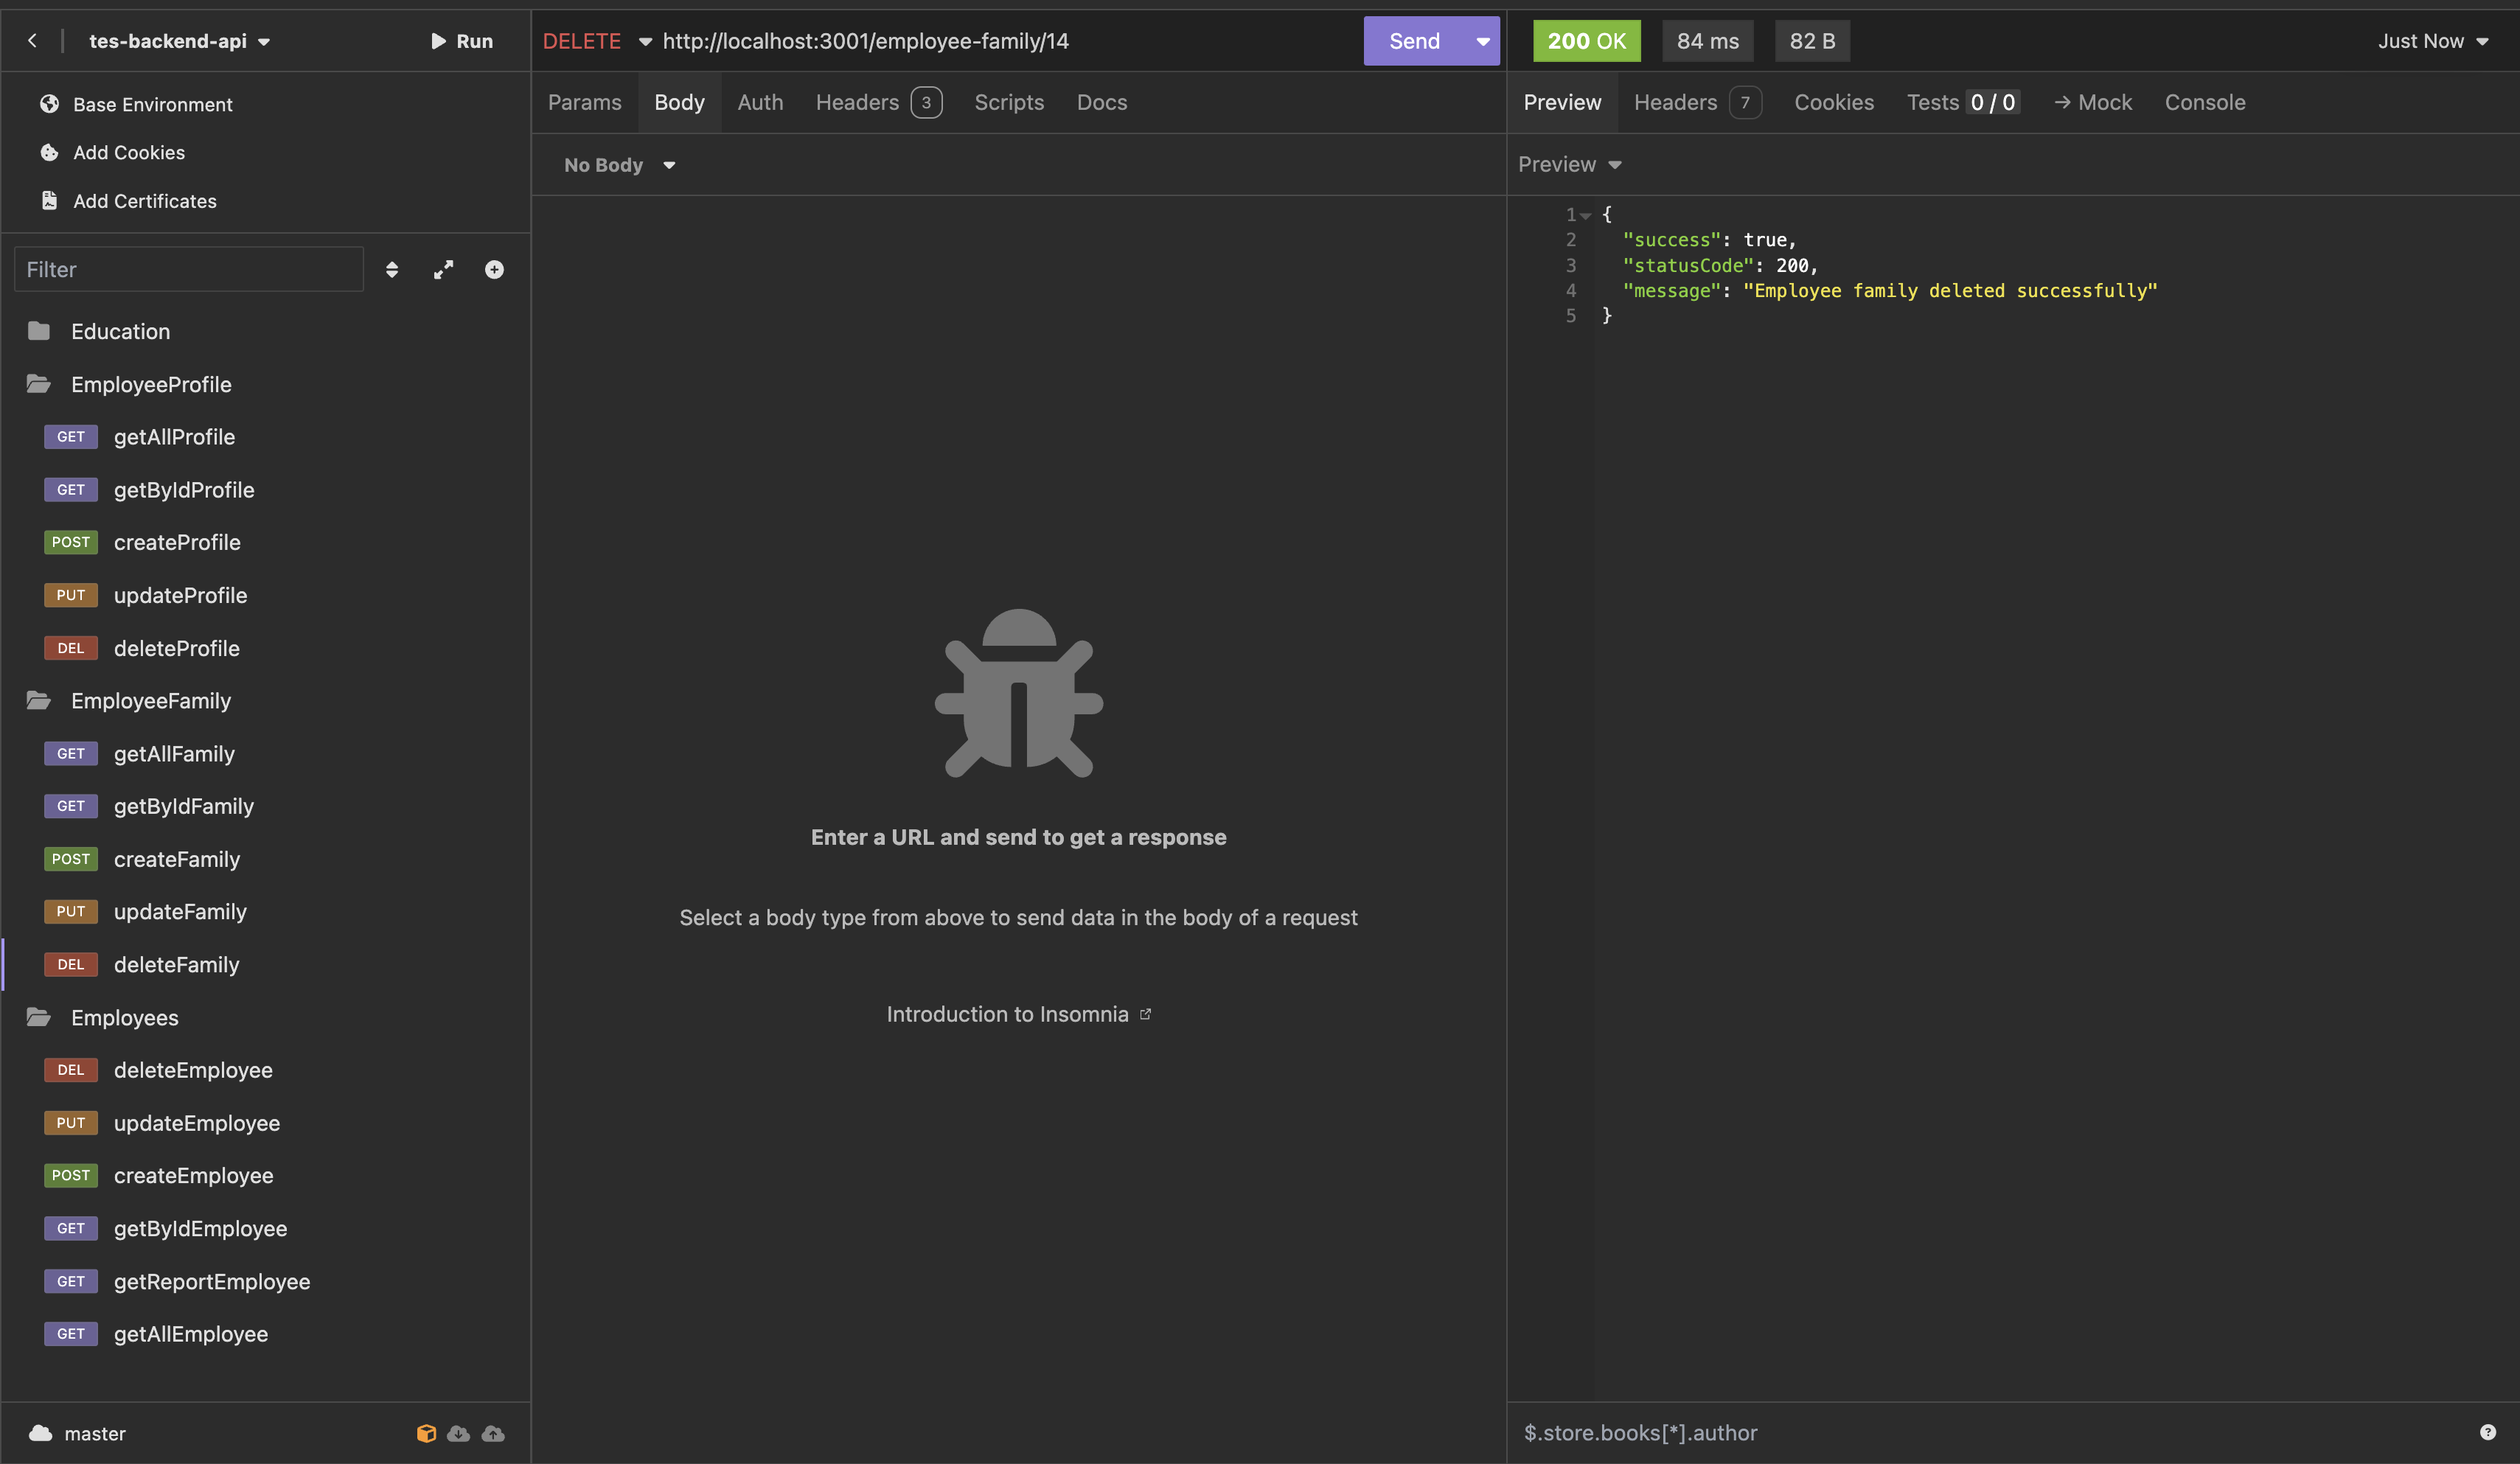 tes-backend-api
Run
Base Environment
Add Cookies
Add Certificates
Filter
Education
EmployeeProfile
GET getAllProfile
GET getByIdProfile
POST createProfile
PUT updateProfile
DEL deleteProfile
EmployeeFamily
GET getAllFamily
GET getByIdFamily
POST createFamily
PUT updateFamily
DEL deleteFamily
Employees
DEL deleteEmployee
PUT updateEmployee
POST createEmployee
GET getByIdEmployee
GET getReportEmployee
GET getAllEmployee
master
DELETE http://localhost:3001/employee-family/14 Send
Params Body Auth Headers 3 Scripts Docs
No Body
Enter a URL and send to get a response
Select a body type from above to send data in the body of a request
Introduction to Insomnia
200 OK 84 ms 82 B Just Now
Preview Headers 7 Cookies Tests 0 / 0 → Mock Console
Preview
1 {
2 "success": true,
3 "statusCode": 200,
4 "message": "Employee family deleted successfully"
5 }
$.store.books[*].author
?